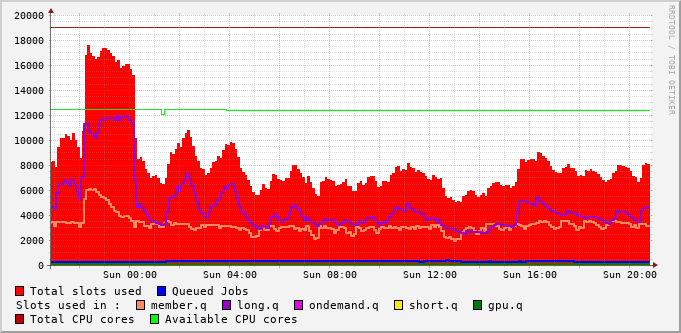 20000
18000
16000
14000
12000
10000
8000
6000
4000
2000
0
Sun 00:00 Sun 04:00 Sun 08:00 Sun 12:00 Sun 16:00 Sun 20:00
Total slots used Queued Jobs
Slots used in : member.q long.q ondemand.q short.q gpu.q
Total CPU cores Available CPU cores
RRDTOOL / TOBI OETIKER